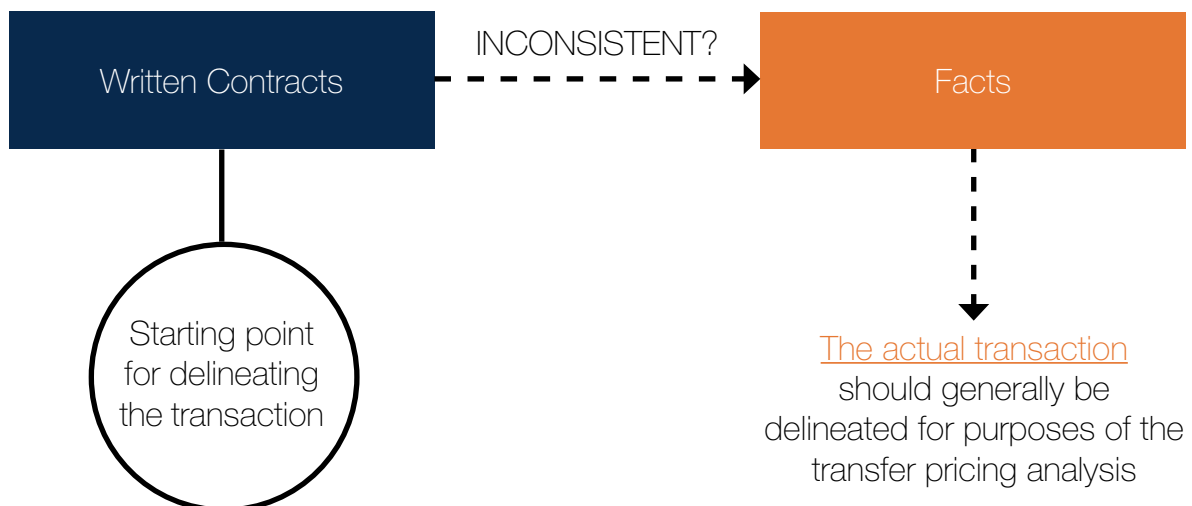 INCONSISTENT?
Written Contracts
Facts
Starting point
for delineating
the transaction
The actual transaction
should generally be
delineated for purposes of the
transfer pricing analysis